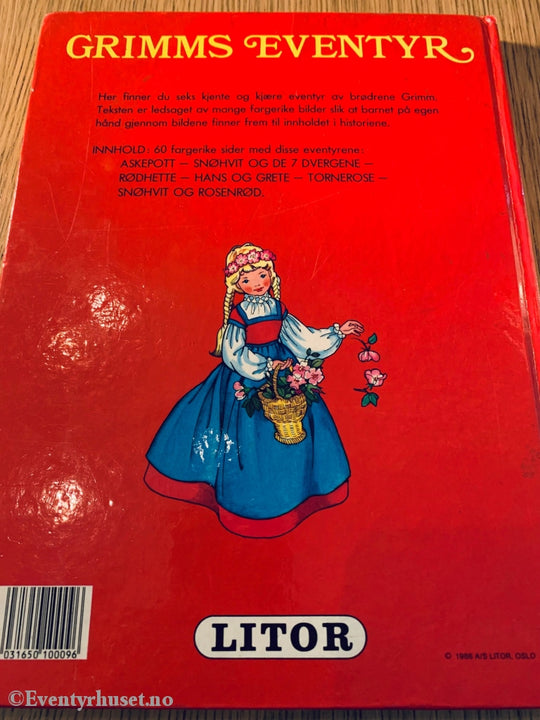 GRIMMS EVENTYR
Her finner du seks kjente og kjære eventyr av brødrene Grimm.
Teksten er ledsaget av mange fargerike bilder slik at barnet på egen
hånd gjennom bildene finner frem til innholdet i historiene.
INNHOLD: 60 fargerike sider med disse eventyrene:
ASKEPOTT — SNØHVIT OG DE 7 DVERGENE —
RØDHETTE — HANS OG GRETE — TORNEROSE —
SNØHVIT OG ROSENRØD.
031650 100096
LITOR
© 1986 A/S LITOR, OSLO
©Eventyrhuset.no